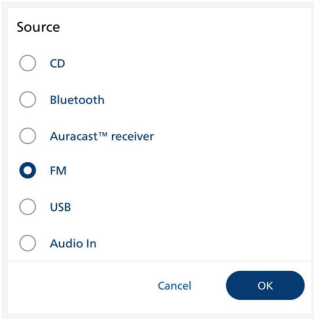 Source
CD
Bluetooth
Auracast™ receiver
FM
USB
Audio In
Cancel OK